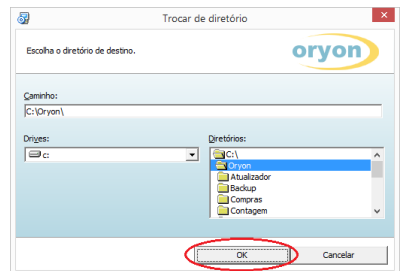 Trocar de diretório
Escolha o diretório de destino.
oryon
Caminho:
C:\Oryon\
Drives:
Diretórios:
c:
C:\
Oryon
Atualizador
Backup
Compras
Contagem
OK
Cancelar